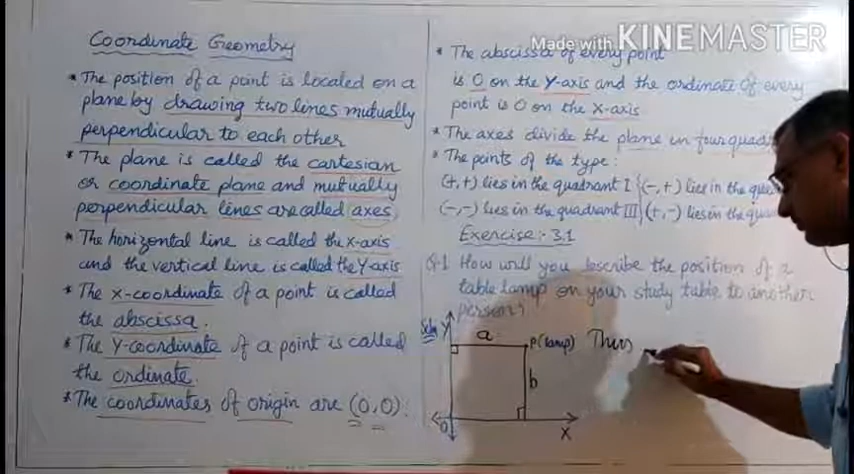 Coordinate Geometry
* The position of a point is located on a
plane by drawing two lines mutually
perpendicular to each other
* The plane is called the cartesian
or coordinate plane and mutually
perpendicular lines are called axes
* The horizontal line is called the x-axis
and the vertical line is called the Y-axis
* The x-coordinate of a point is called
the abscissa.
* The Y-coordinate of a point is called
the ordinate.
* The coordinates of origin are (0,0).
Made with KINEMASTER
* The abscissa of every point
is 0 on the Y-axis and the ordinate of every
point is 0 on the X-axis
* The axes divide the plane in four
* The points of the type:
(+,+) lies in the quadrant I } (-,+) lies in the
(-,-) lies in the quadrant III } (+,-) lies in the
Exercise:- 3.1
Q.1 How will you describe the position of a
table lamp on your study table to another
person?
Soln Y a P(lamp) Thus
b
O X